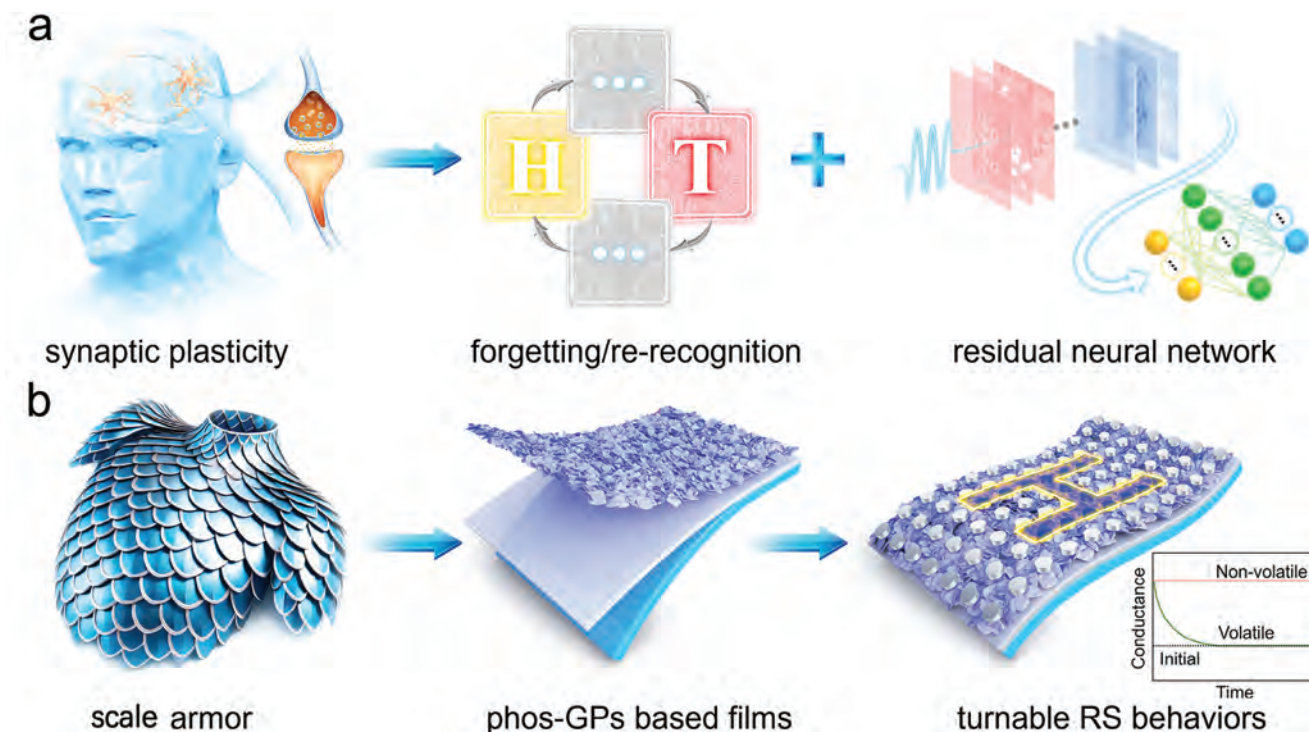 a
H
T
synaptic plasticity
forgetting/re-recognition
residual neural network
b
H
Conductance
Non-volatile
Volatile
Initial
Time
scale armor
phos-GPs based films
turnable RS behaviors